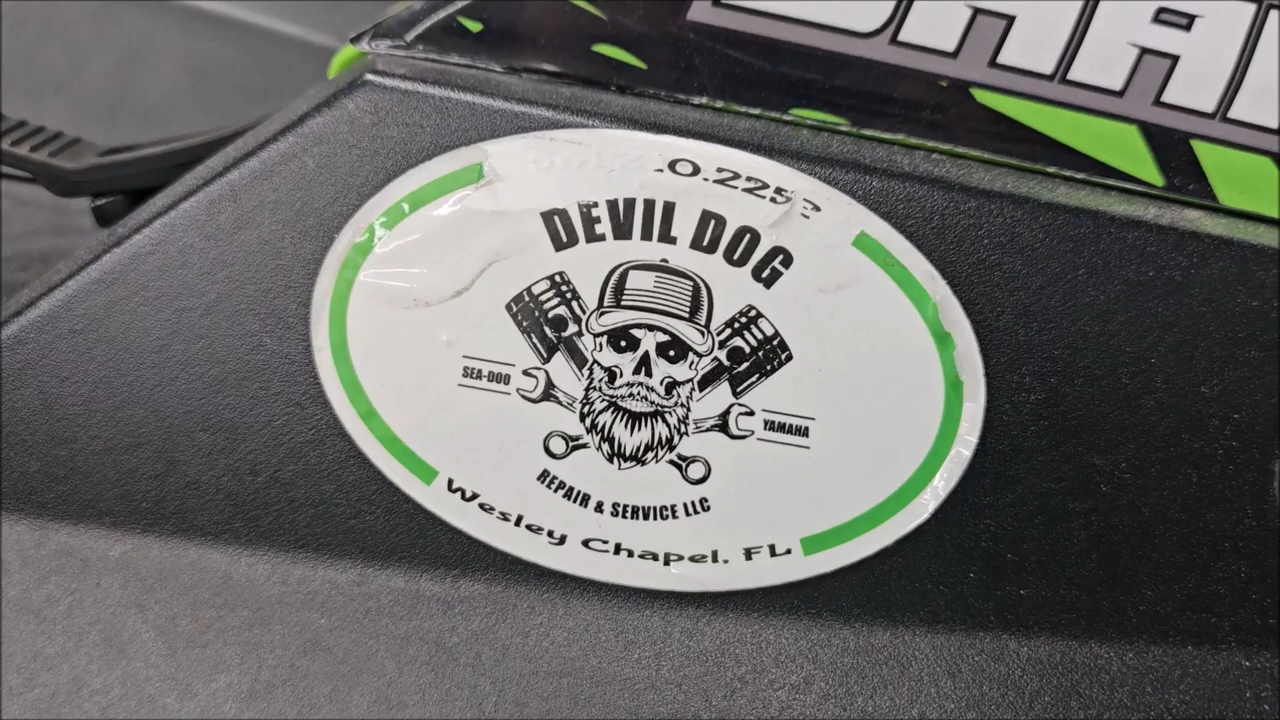 DEVIL DOG
SEA-DOO
YAMAHA
REPAIR & SERVICE LLC
Wesley Chapel, FL